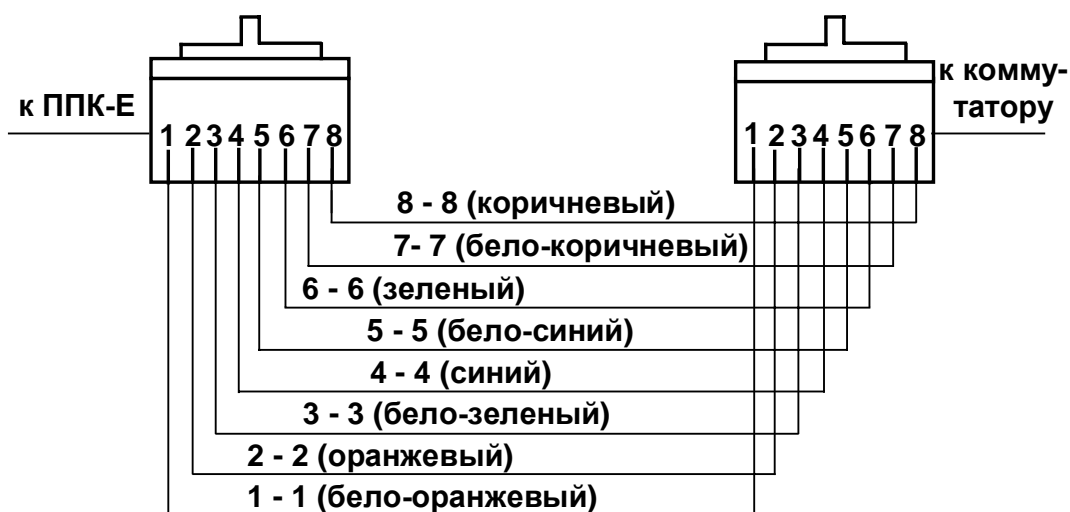 к ППК-Е
1 2 3 4 5 6 7 8
к комму-
татору
1 2 3 4 5 6 7 8
8 - 8 (коричневый)
7- 7 (бело-коричневый)
6 - 6 (зеленый)
5 - 5 (бело-синий)
4 - 4 (синий)
3 - 3 (бело-зеленый)
2 - 2 (оранжевый)
1 - 1 (бело-оранжевый)